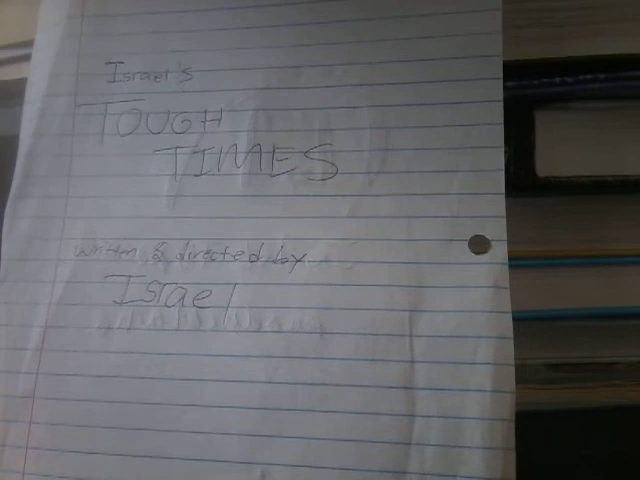 Israel's
TOUGH
TIMES
written & directed by
Israel